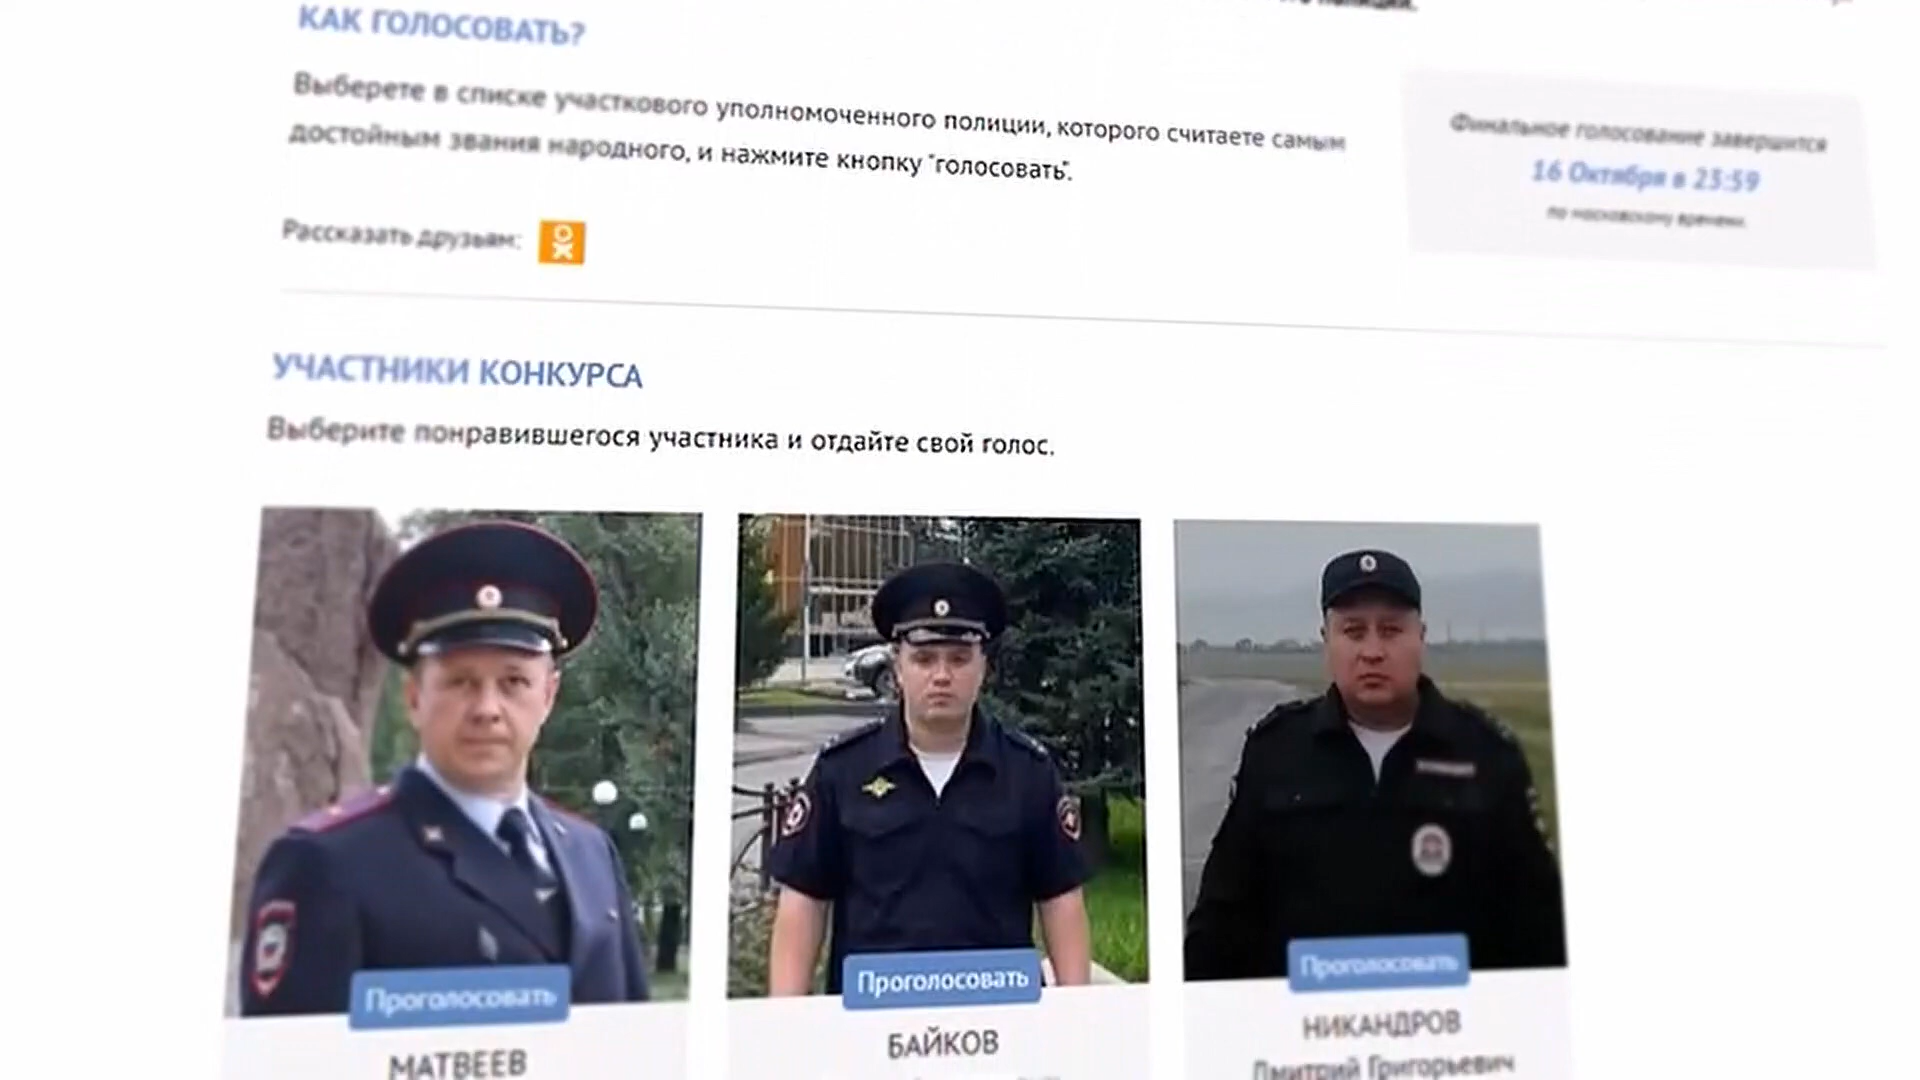 полиции.
КАК ГОЛОСОВАТЬ?
Выберете в списке участкового уполномоченного полиции, которого считаете самым
достойным звания народного, и нажмите кнопку "голосовать".
Финальное голосование завершится
16 Октября в 23:59
по московскому времени.
Рассказать друзьям:
УЧАСТНИКИ КОНКУРСА
Выберите понравившегося участника и отдайте свой голос.
Проголосовать
Проголосовать
Проголосовать
МАТВЕЕВ
БАЙКОВ
НИКАНДРОВ
Дмитрий Григорьевич